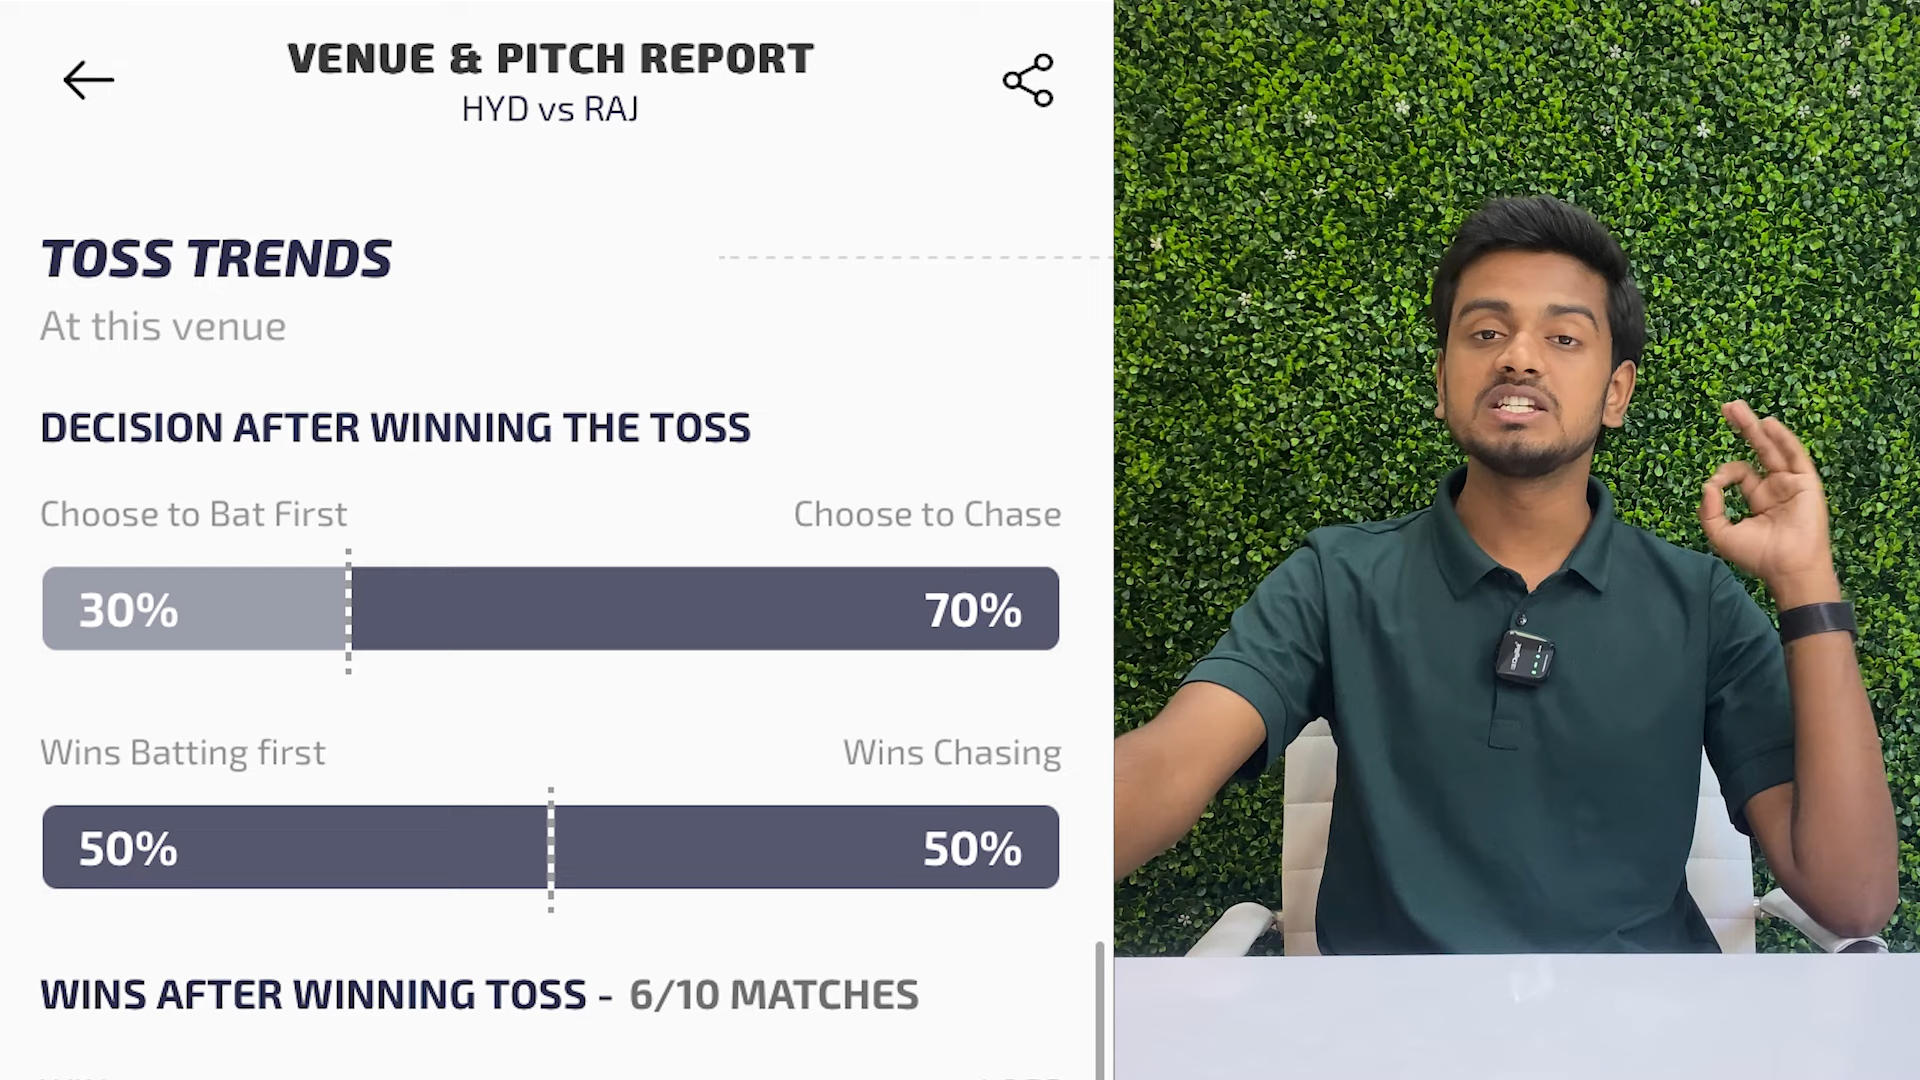 VENUE & PITCH REPORT
HYD vs RAJ
TOSS TRENDS
At this venue
DECISION AFTER WINNING THE TOSS
Choose to Bat First Choose to Chase
30% 70%
Wins Batting first Wins Chasing
50% 50%
WINS AFTER WINNING TOSS - 6/10 MATCHES